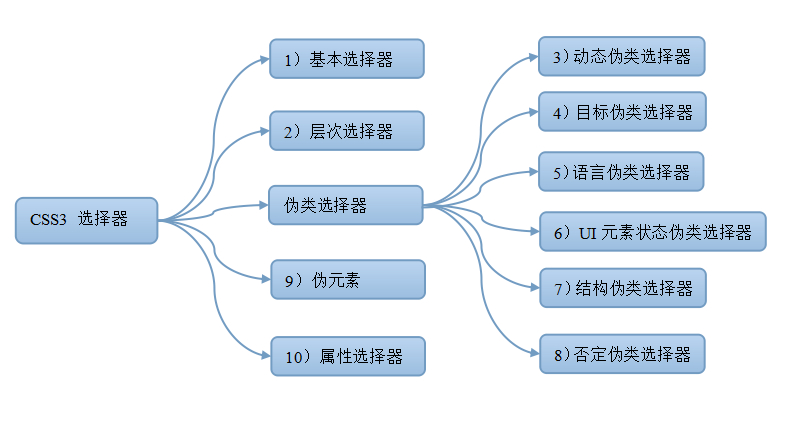 CSS3 选择器
1）基本选择器
2）层次选择器
伪类选择器
3）动态伪类选择器
4）目标伪类选择器
5）语言伪类选择器
6）UI 元素状态伪类选择器
7）结构伪类选择器
8）否定伪类选择器
9）伪元素
10）属性选择器